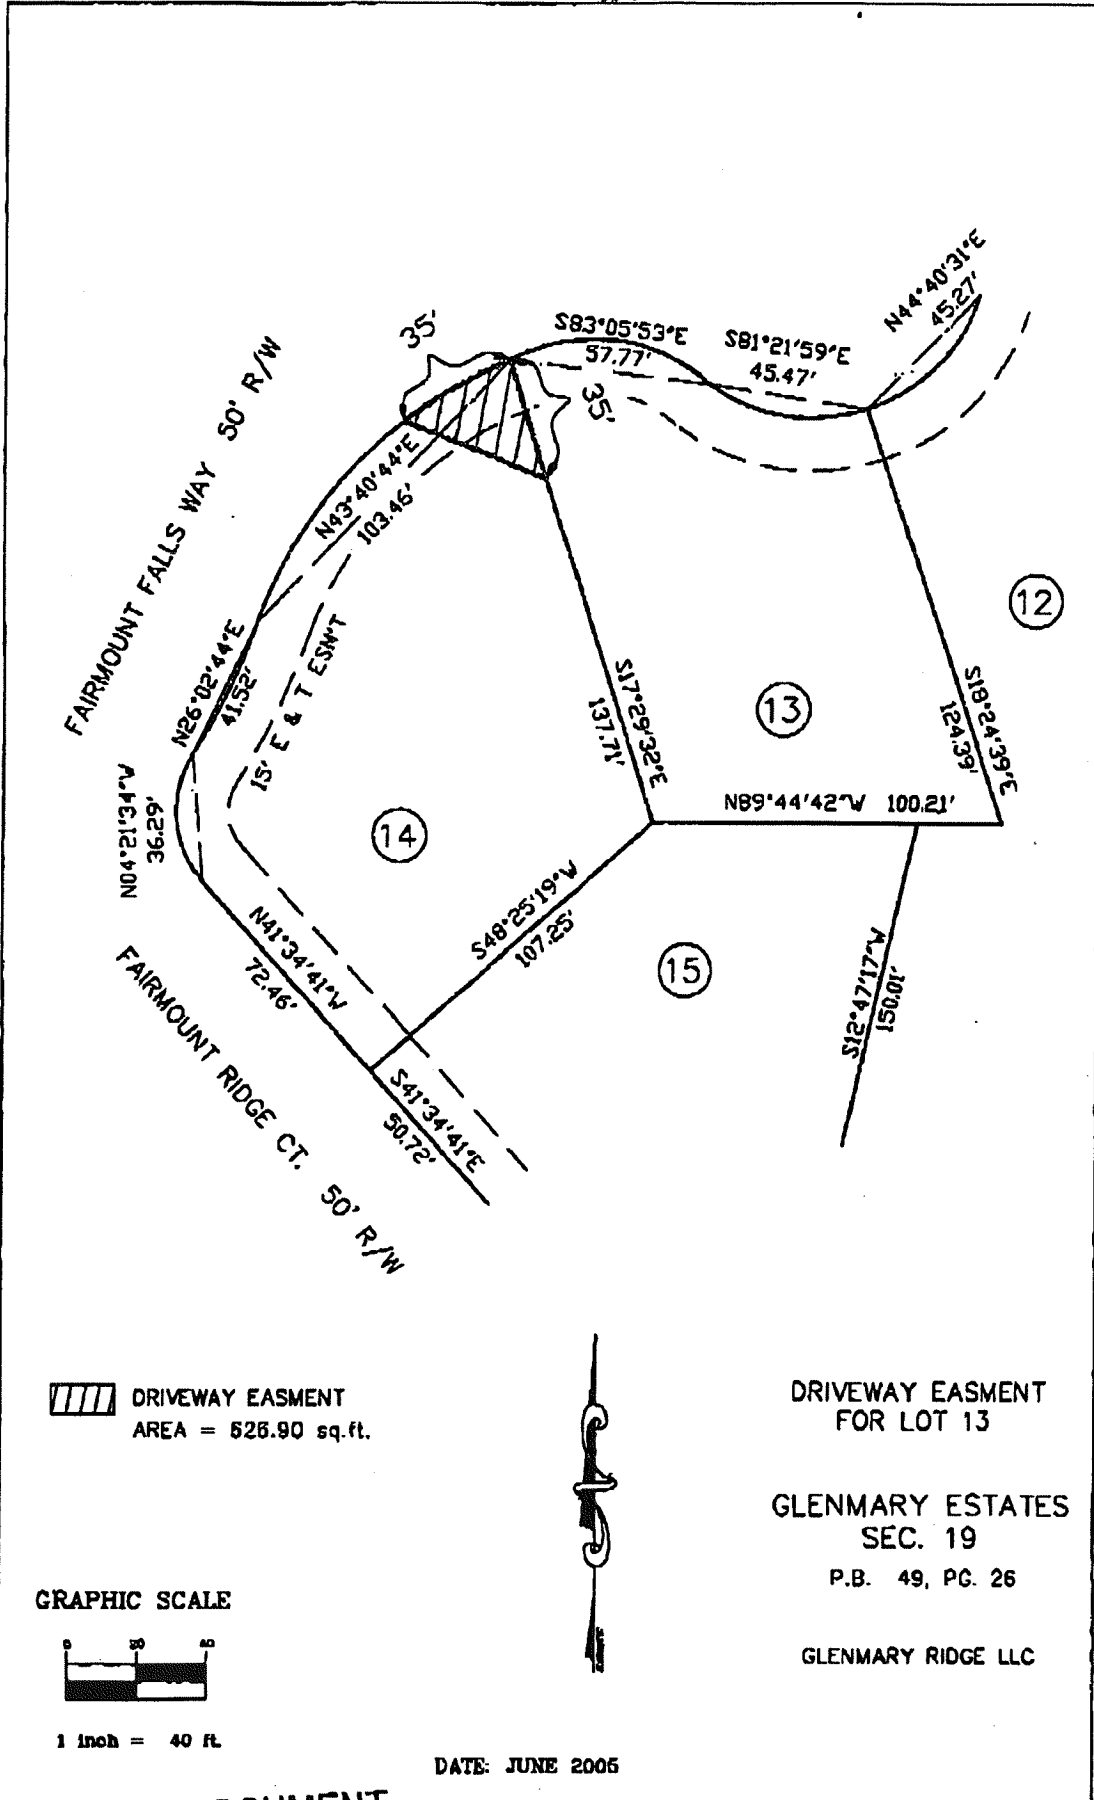 N44°40'31"E
45.27'
35'
S83°05'53"E
57.77'
S81°21'59"E
45.47'
35'
FAIRMOUNT FALLS WAY 50' R/W
N43°40'44"E
103.46'
12
N26°02'44"E
41.52'
15' E & T ESM'T
S17°29'32"E
137.71'
13
S18°24'39"E
124.39'
N89°44'42"W 100.21'
N04°21'34"W
36.29'
14
S48°25'19"W
107.25'
15
N41°34'41"W
72.46'
S12°47'17"W
150.01'
FAIRMOUNT RIDGE CT. 50' R/W
S41°34'41"E
50.72'
DRIVEWAY EASMENT
AREA = 526.90 sq.ft.
DRIVEWAY EASMENT
FOR LOT 13
GLENMARY ESTATES
SEC. 19
P.B. 49, PG. 26
GLENMARY RIDGE LLC
GRAPHIC SCALE
0 20 40
1 inch = 40 ft.
DATE: JUNE 2005